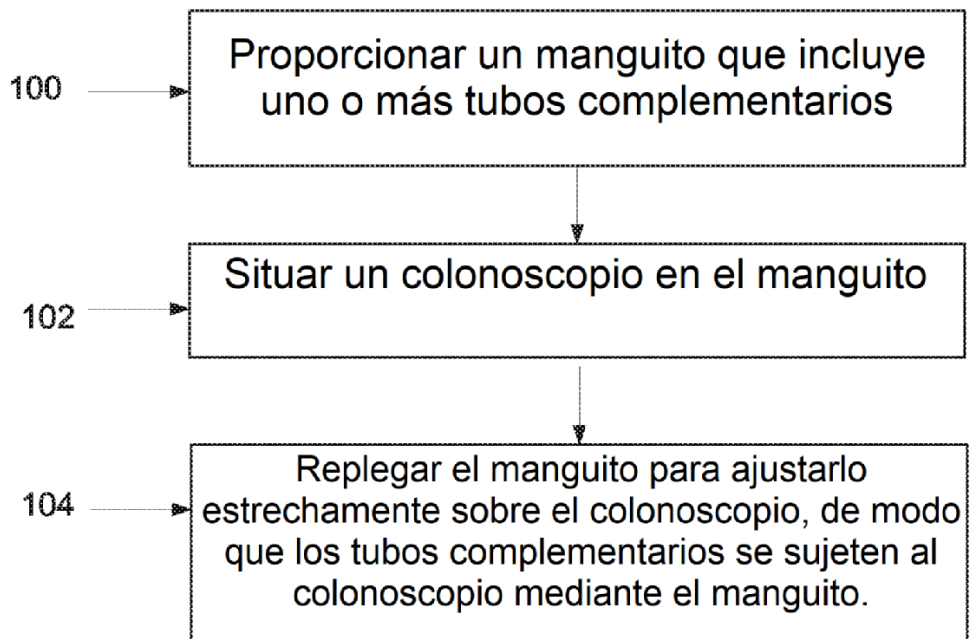 100
Proporcionar un manguito que incluye
uno o más tubos complementarios
102
Situar un colonoscopio en el manguito
104
Replegar el manguito para ajustarlo
estrechamente sobre el colonoscopio, de modo
que los tubos complementarios se sujeten al
colonoscopio mediante el manguito.